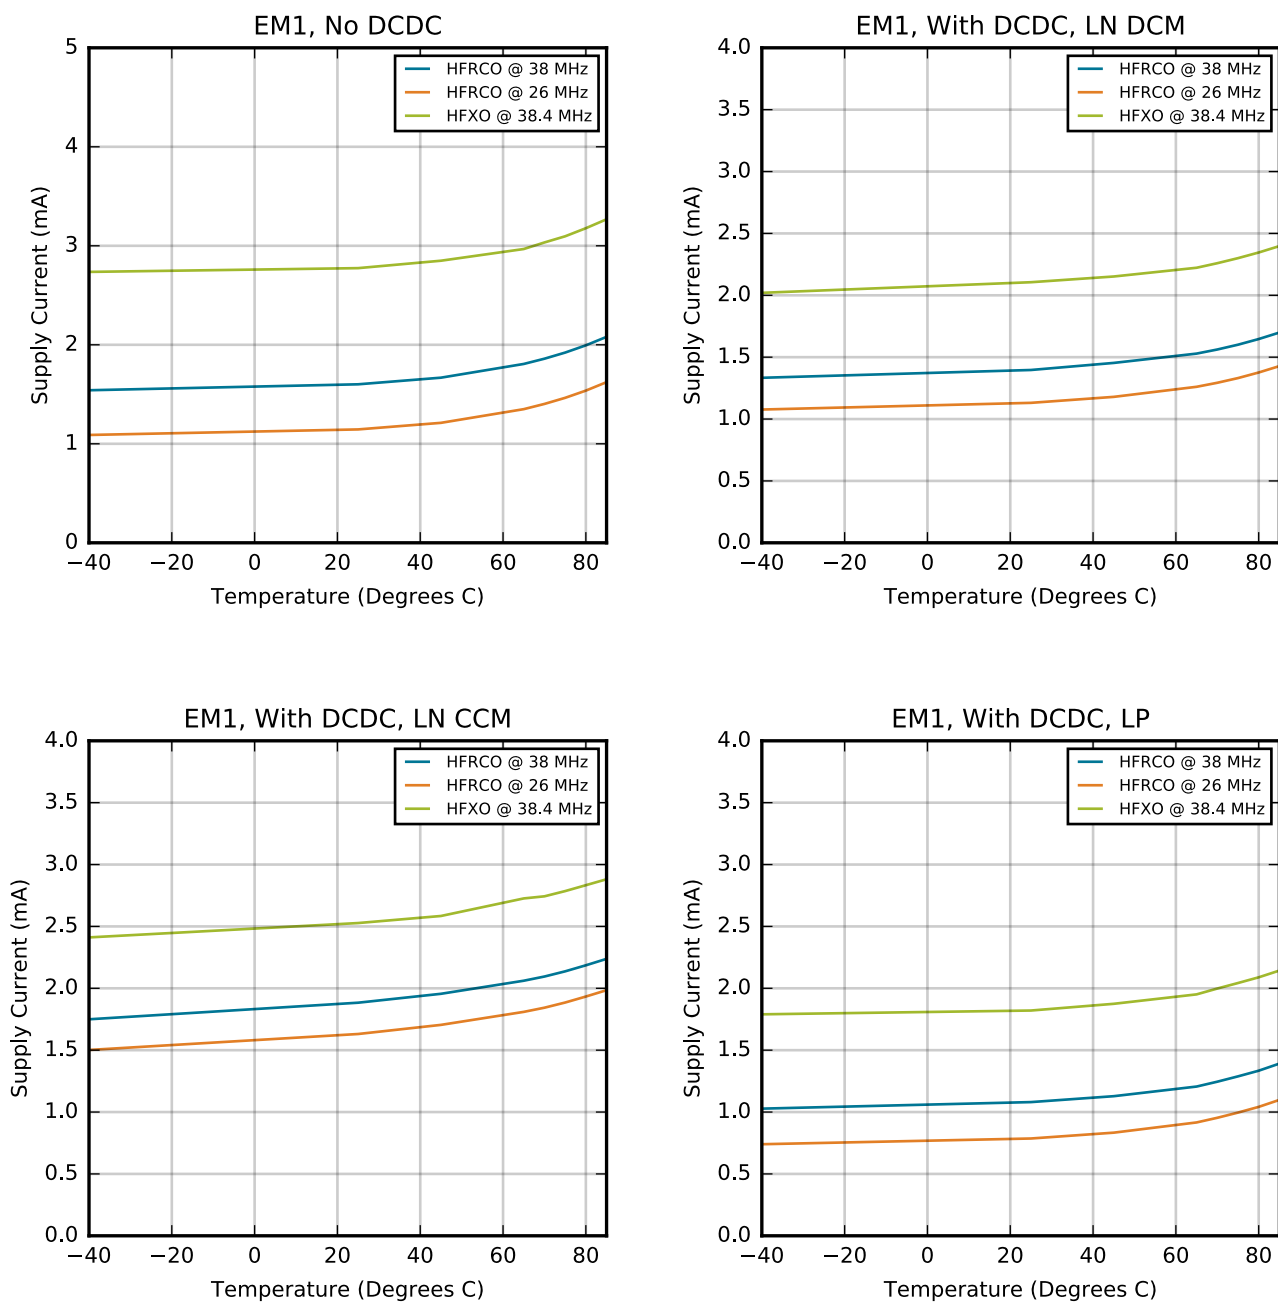 EM1, No DCDC
5
4
3
2
1
0
−40 −20 0 20 40 60 80
Supply Current (mA)
Temperature (Degrees C)
HFRCO @ 38 MHz
HFRCO @ 26 MHz
HFXO @ 38.4 MHz
EM1, With DCDC, LN DCM
4.0
3.5
3.0
2.5
2.0
1.5
1.0
0.5
0.0
−40 −20 0 20 40 60 80
Supply Current (mA)
Temperature (Degrees C)
HFRCO @ 38 MHz
HFRCO @ 26 MHz
HFXO @ 38.4 MHz
EM1, With DCDC, LN CCM
4.0
3.5
3.0
2.5
2.0
1.5
1.0
0.5
0.0
−40 −20 0 20 40 60 80
Supply Current (mA)
Temperature (Degrees C)
HFRCO @ 38 MHz
HFRCO @ 26 MHz
HFXO @ 38.4 MHz
EM1, With DCDC, LP
4.0
3.5
3.0
2.5
2.0
1.5
1.0
0.5
0.0
−40 −20 0 20 40 60 80
Supply Current (mA)
Temperature (Degrees C)
HFRCO @ 38 MHz
HFRCO @ 26 MHz
HFXO @ 38.4 MHz